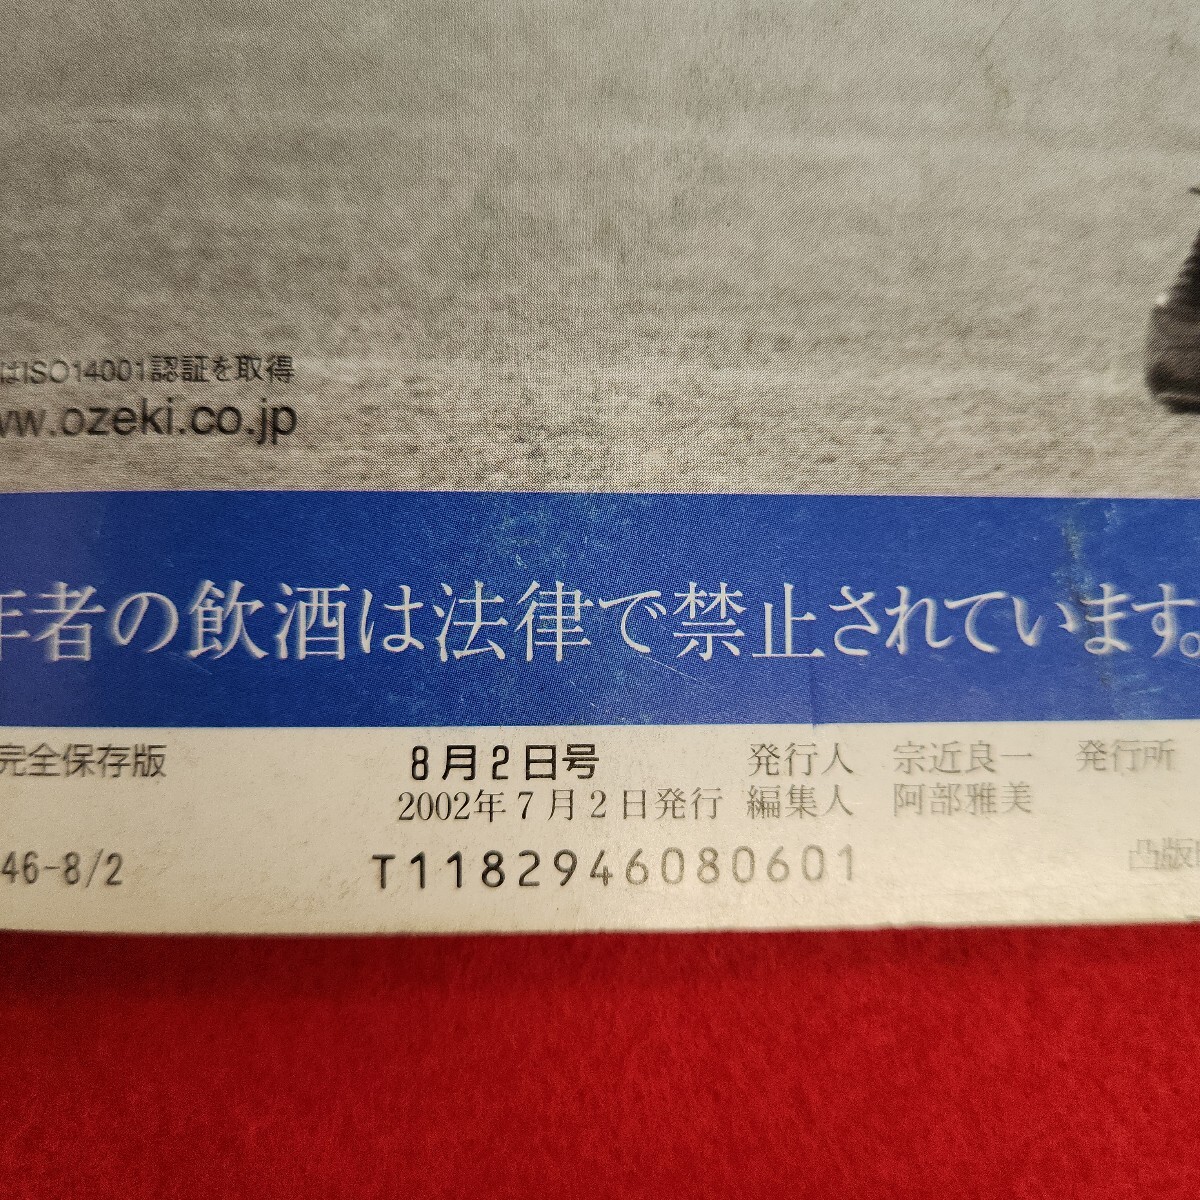 はISO14001認証を取得
ww.ozeki.co.jp
年者の飲酒は法律で禁止されています。
完全保存版 8月2日号 発行人 宗近良一 発行所
2002年7月2日発行 編集人 阿部雅美
46-8/2 T1182946080601 凸版